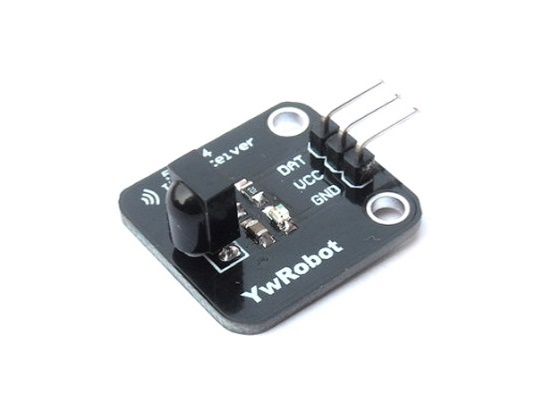 DAT
VCC
GND
YwRobot